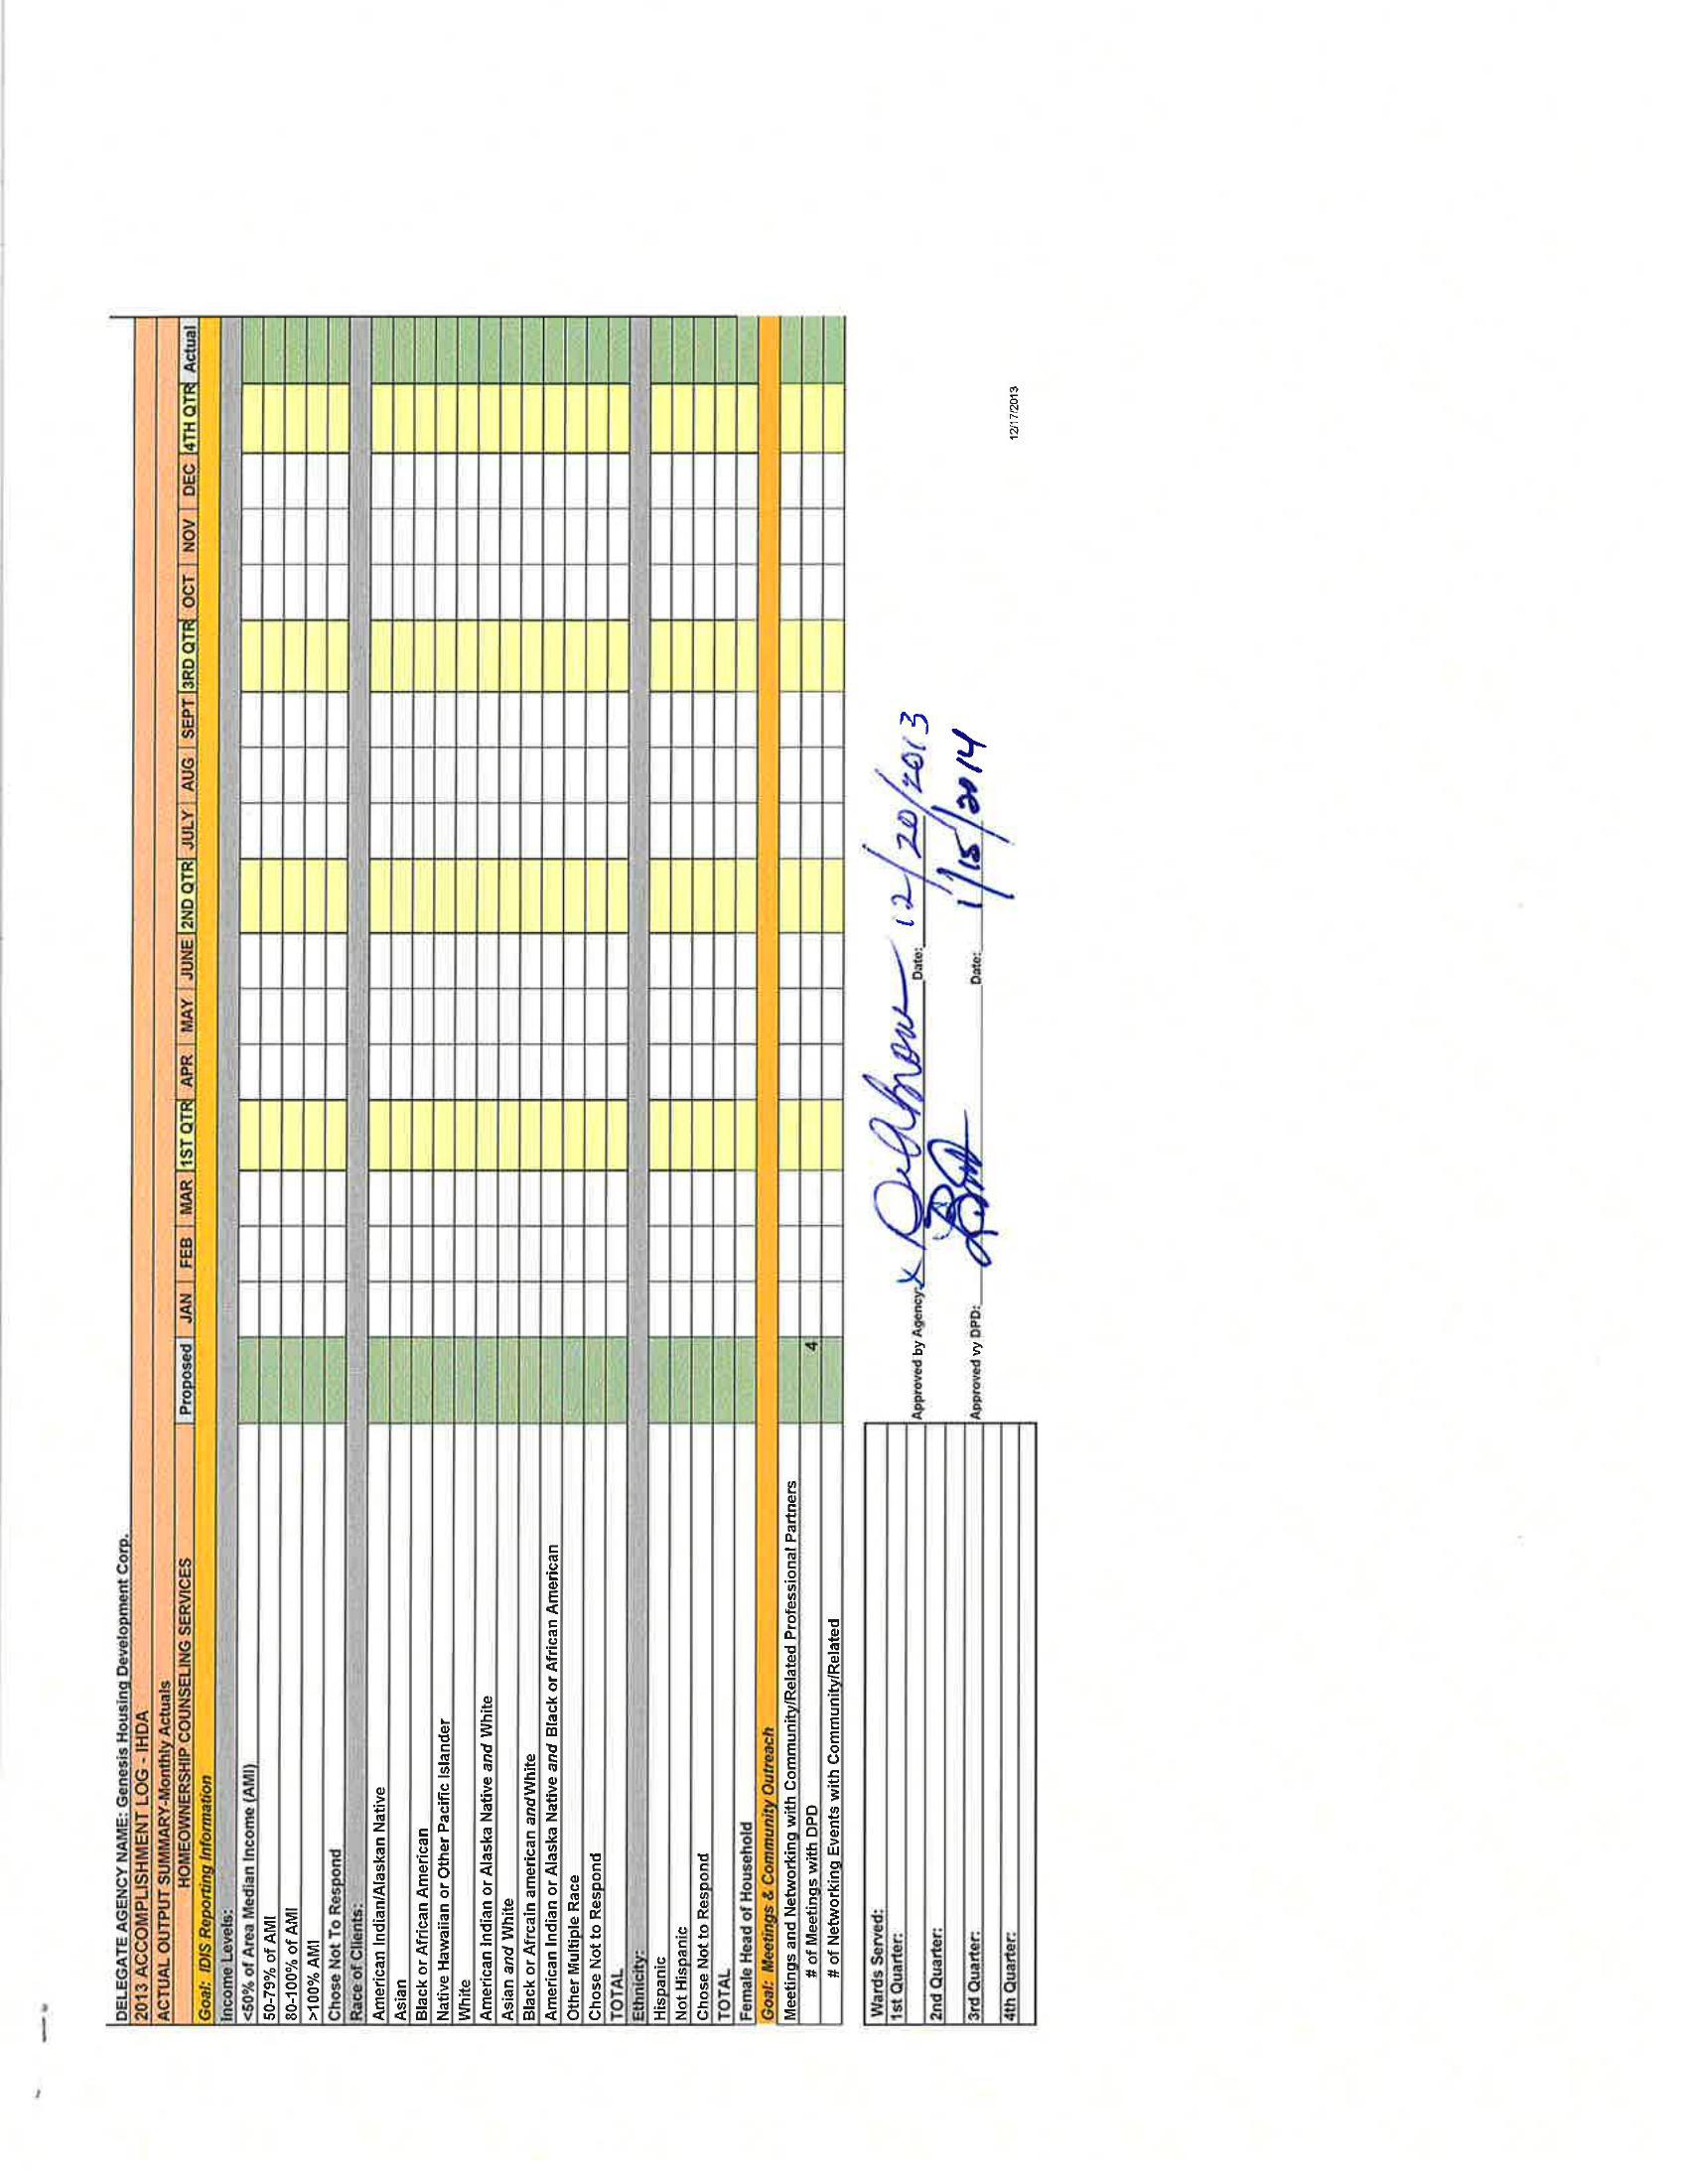 DELEGATE AGENCY NAME: Genesis Housing Development Corp.
2013 ACCOMPLISHMENT LOG - IHDA
ACTUAL OUTPUT SUMMARY-Monthly Actuals
HOMEOWNERSHIP COUNSELING SERVICES Proposed JAN FEB MAR 1ST QTR APR MAY JUNE 2ND QTR JULY AUG SEPT 3RD QTR OCT NOV DEC 4TH QTR Actual
Goal: IDIS Reporting Information
Income Levels:
<50% of Area Median Income (AMI)
50-79% of AMI
80-100% of AMI
>100% AMI
Chose Not To Respond
Race of Clients:
American Indian/Alaskan Native
Asian
Black or African American
Native Hawaiian or Other Pacific Islander
White
American Indian or Alaska Native and White
Asian and White
Black or Afrcain american and White
American Indian or Alaska Native and Black or African American
Other Multiple Race
Chose Not to Respond
TOTAL
Ethnicity:
Hispanic
Not Hispanic
Chose Not to Respond
TOTAL
Female Head of Household
Goal: Meetings & Community Outreach
Meetings and Networking with Community/Related Professional Partners
# of Meetings with DPD 4
# of Networking Events with Community/Related
Wards Served:
1st Quarter:
2nd Quarter:
3rd Quarter:
4th Quarter:
Approved by Agency: x Date: 12/20/2013
Approved vy DPD: Date: 1/15/2014
12/17/2013